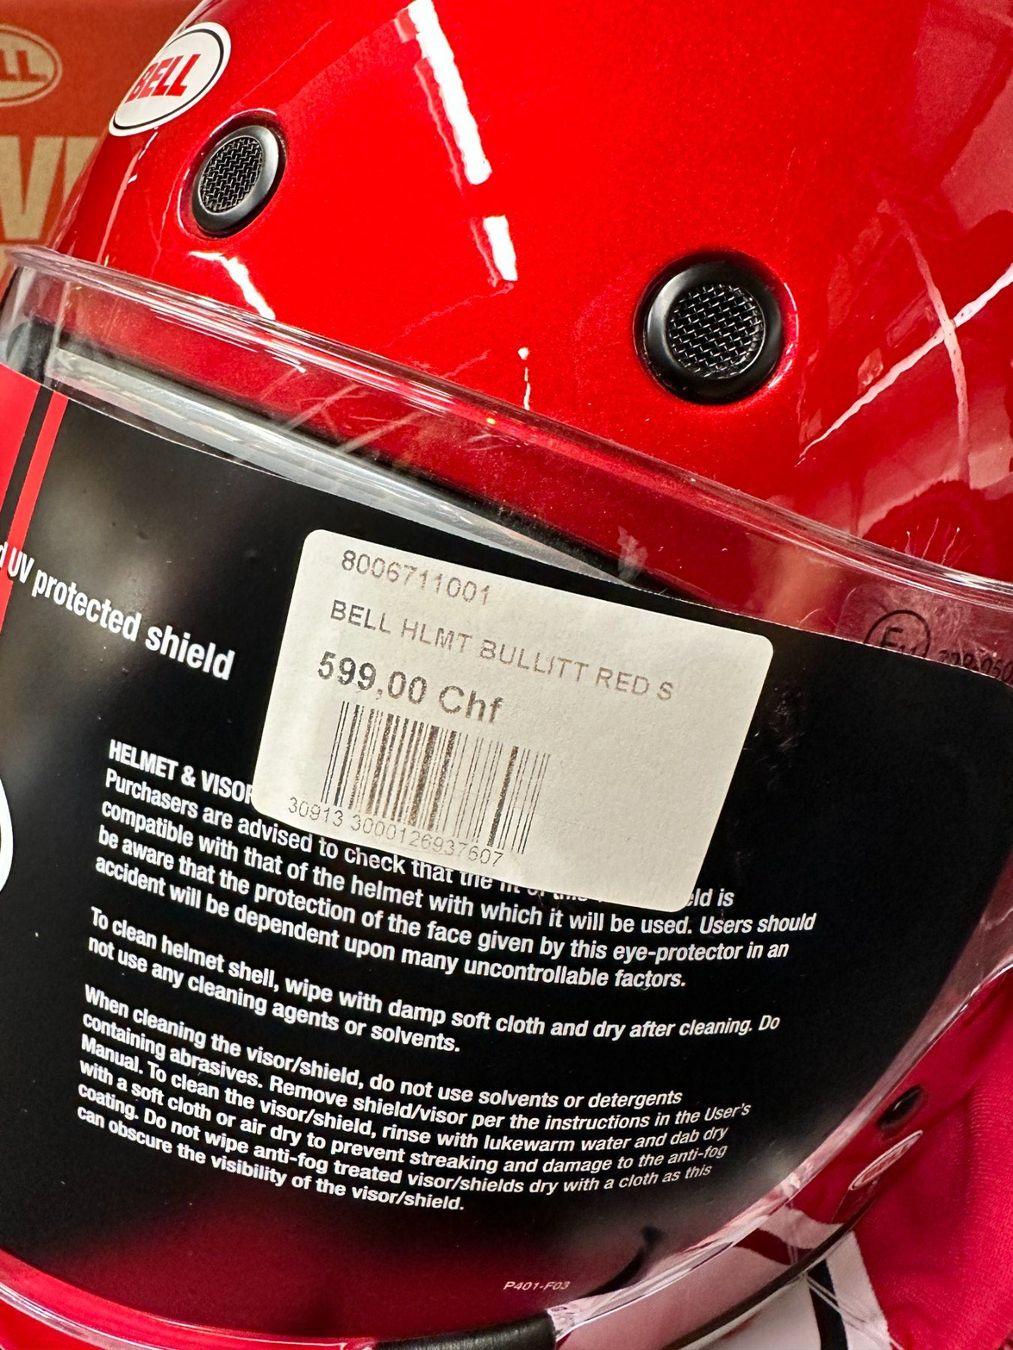 BELL
LL
d UV protected shield
8006711001
BELL HLMT BULLITT RED S
599,00 Chf
30913 3000126937607
HELMET & VISOR
Purchasers are advised to check that the fit of this eld is
compatible with that of the helmet with which it will be used. Users should
be aware that the protection of the face given by this eye-protector in an
accident will be dependent upon many uncontrollable factors.
To clean helmet shell, wipe with damp soft cloth and dry after cleaning. Do
not use any cleaning agents or solvents.
When cleaning the visor/shield, do not use solvents or detergents
containing abrasives. Remove shield/visor per the instructions in the User's
Manual. To clean the visor/shield, rinse with lukewarm water and dab dry
with a soft cloth or air dry to prevent streaking and damage to the anti-fog
coating. Do not wipe anti-fog treated visor/shields dry with a cloth as this
can obscure the visibility of the visor/shield.
P401-F03